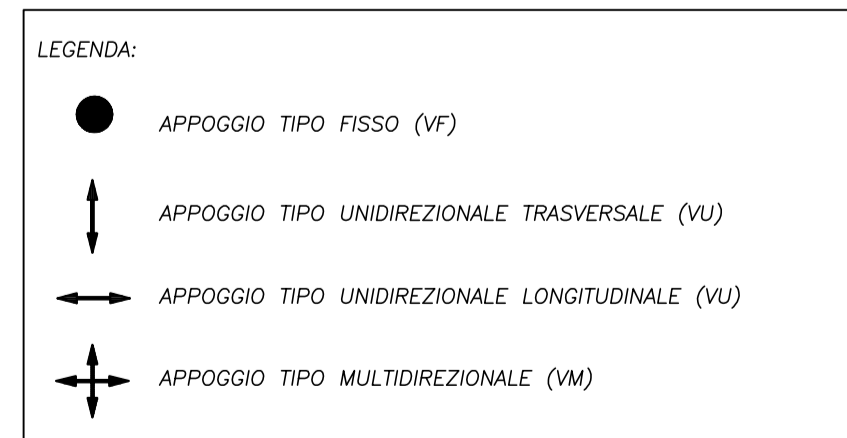 LEGENDA:
APPOGGIO TIPO FISSO (VF)
APPOGGIO TIPO UNIDIREZIONALE TRASVERSALE (VU)
APPOGGIO TIPO UNIDIREZIONALE LONGITUDINALE (VU)
APPOGGIO TIPO MULTIDIREZIONALE (VM)